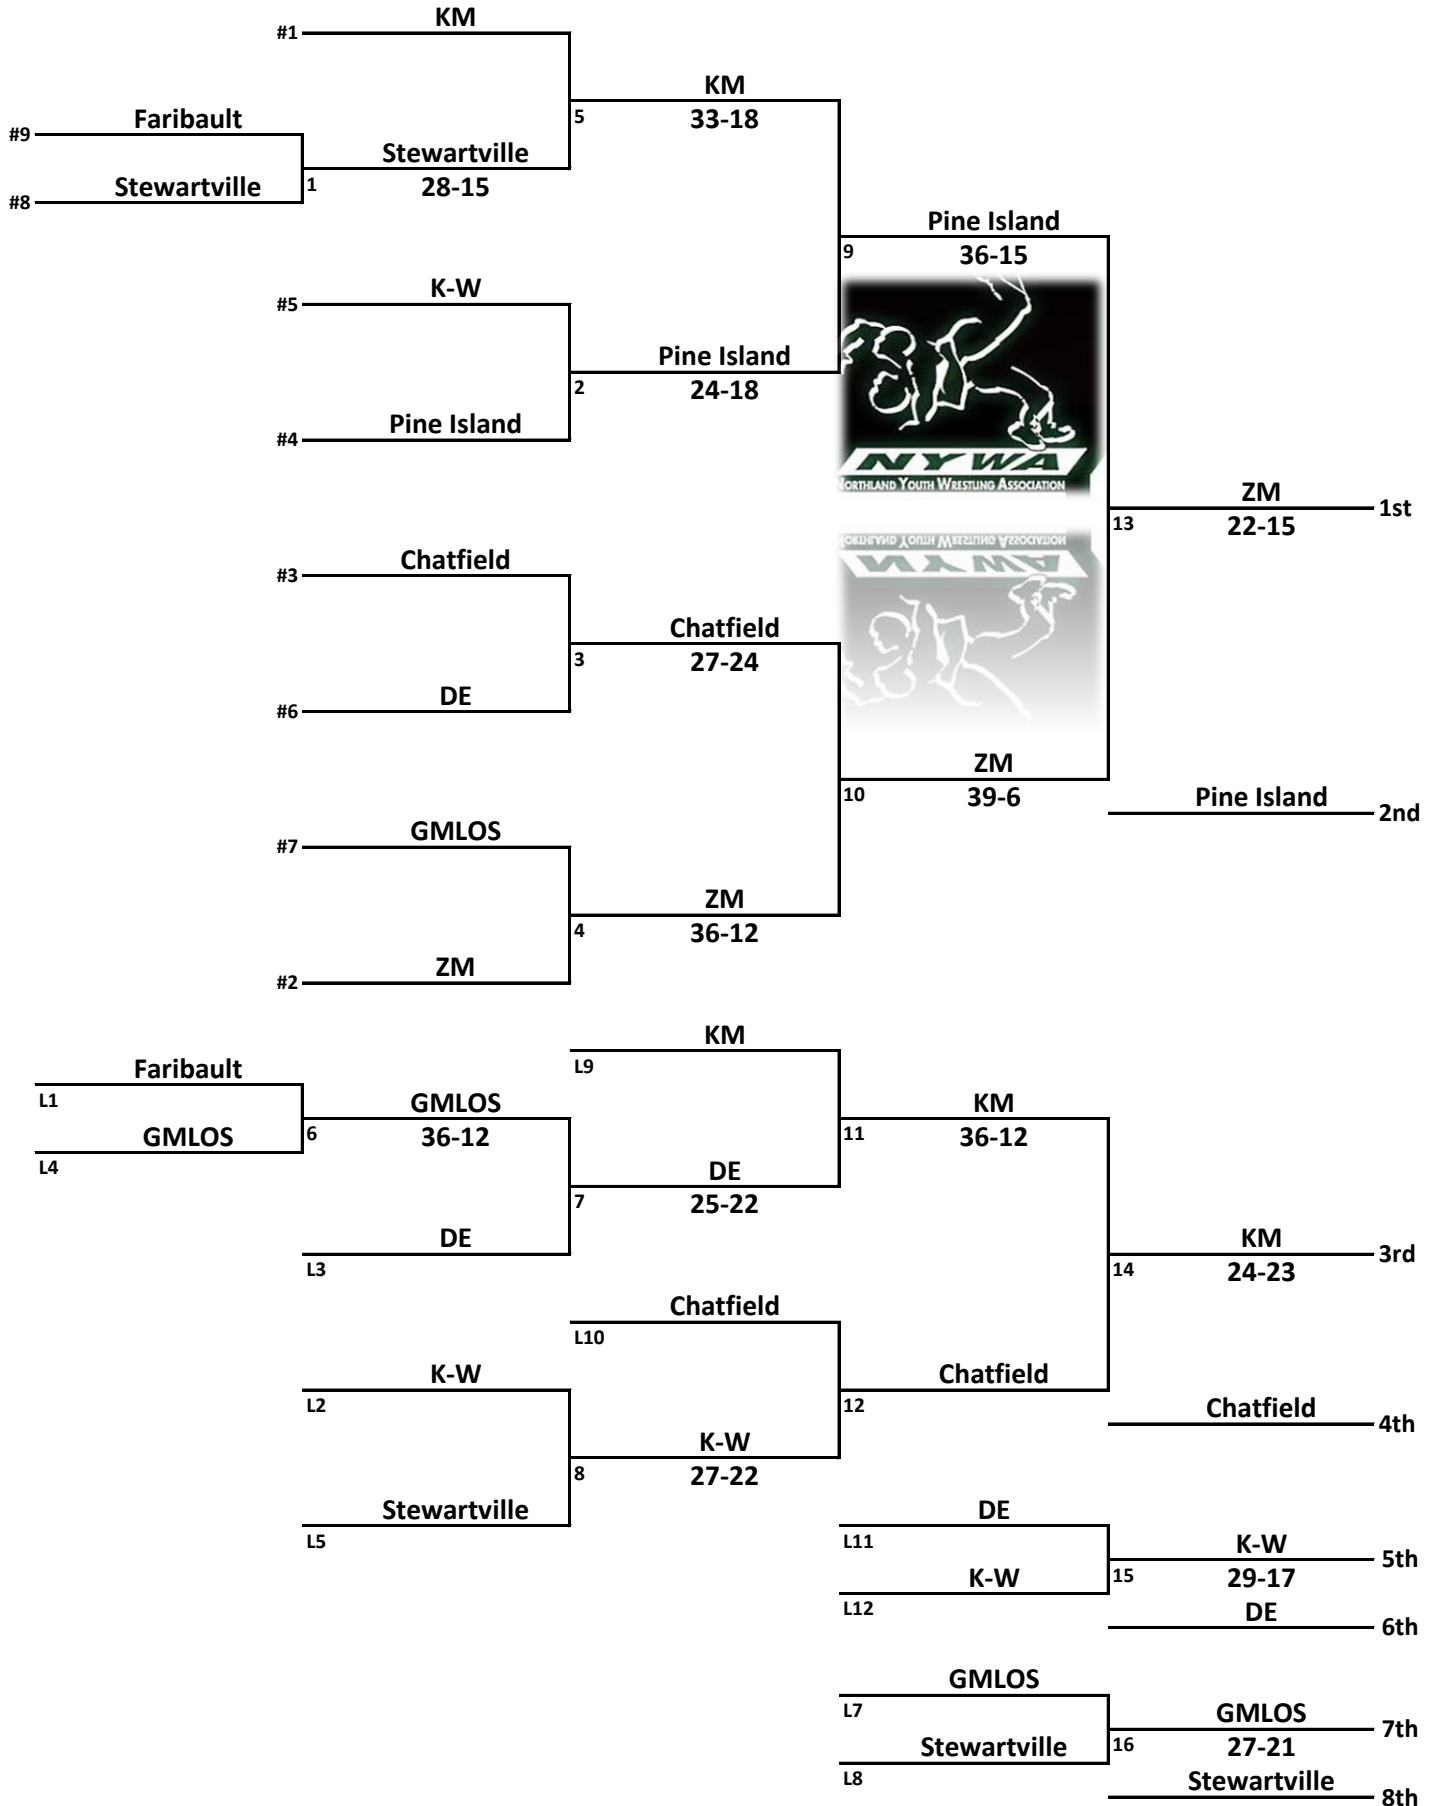 KM
#1
KM
33-18
5
Faribault
#9
Stewartville
28-15
1
Stewartville
#8
Pine Island
36-15
9
K-W
#5
Pine Island
24-18
2
Pine Island
#4
NYWA
NORTHLAND YOUTH WRESTLING ASSOCIATION
ZM
22-15
1st
13
NORTHLAND YOUTH WRESTLING ASSOCIATION
NYWA
Chatfield
#3
Chatfield
27-24
3
DE
#6
ZM
39-6
10
Pine Island
2nd
GMLOS
#7
ZM
36-12
4
ZM
#2
KM
L9
Faribault
L1
GMLOS
36-12
6
GMLOS
L4
KM
36-12
11
DE
25-22
7
DE
L3
KM
24-23
3rd
14
Chatfield
L10
K-W
L2
Chatfield
12
Chatfield
4th
K-W
27-22
8
Stewartville
L5
DE
L11
K-W
29-17
5th
15
K-W
L12
DE
6th
GMLOS
L7
GMLOS
27-21
7th
16
Stewartville
L8
Stewartville
8th